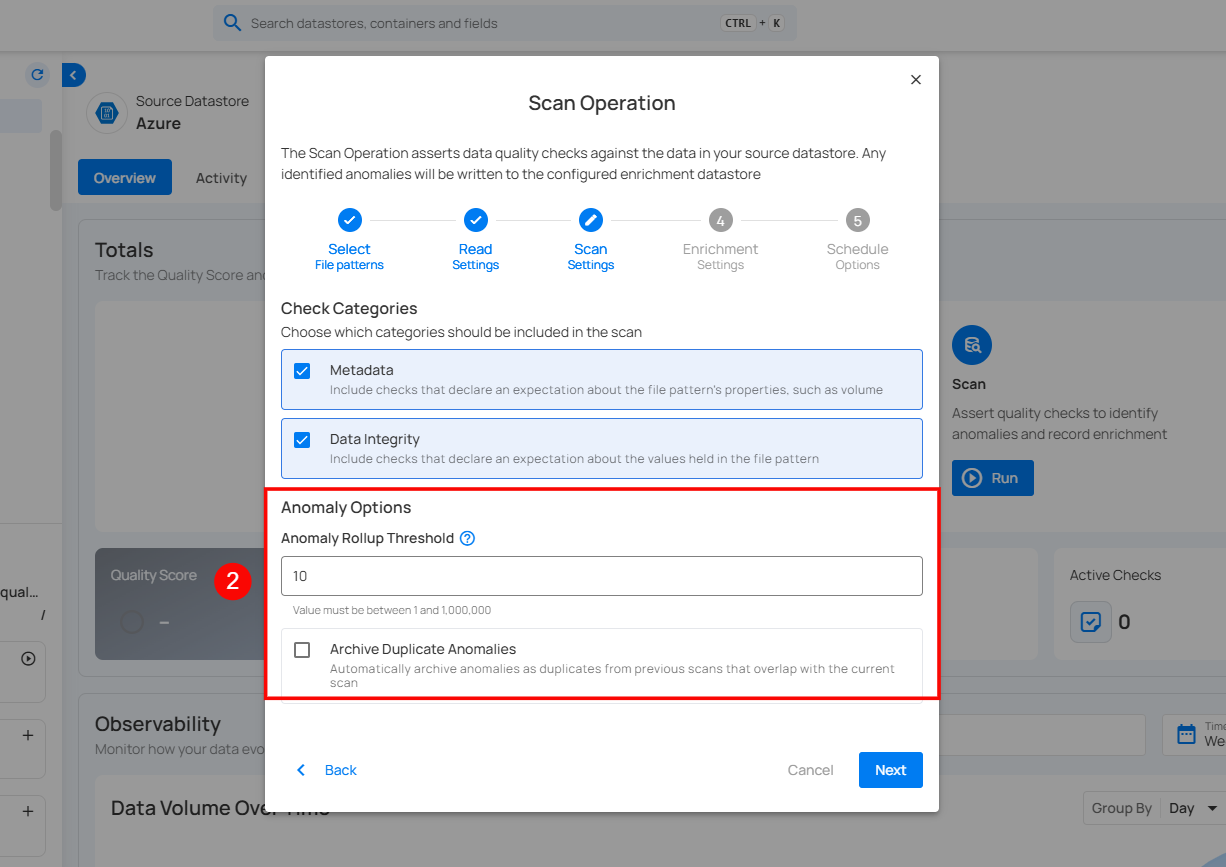 Search datastores, containers and fields
CTRL + K
Source Datastore
Azure
Overview
Activity
Totals
Track the Quality Score and
Quality Score
–
qual...
/
Observability
Monitor how your data evo
Data Volume Over Time
Scan Operation
The Scan Operation asserts data quality checks against the data in your source datastore. Any
identified anomalies will be written to the configured enrichment datastore
Select
File patterns
Read
Settings
Scan
Settings
4
Enrichment
Settings
5
Schedule
Options
Check Categories
Choose which categories should be included in the scan
Metadata
Include checks that declare an expectation about the file pattern's properties, such as volume
Data Integrity
Include checks that declare an expectation about the values held in the file pattern
2
Anomaly Options
Anomaly Rollup Threshold ?
10
Value must be between 1 and 1,000,000
Archive Duplicate Anomalies
Automatically archive anomalies as duplicates from previous scans that overlap with the current
scan
Back
Cancel
Next
Scan
Assert quality checks to identify
anomalies and record enrichment
Run
Active Checks
0
Time
We
Group By
Day